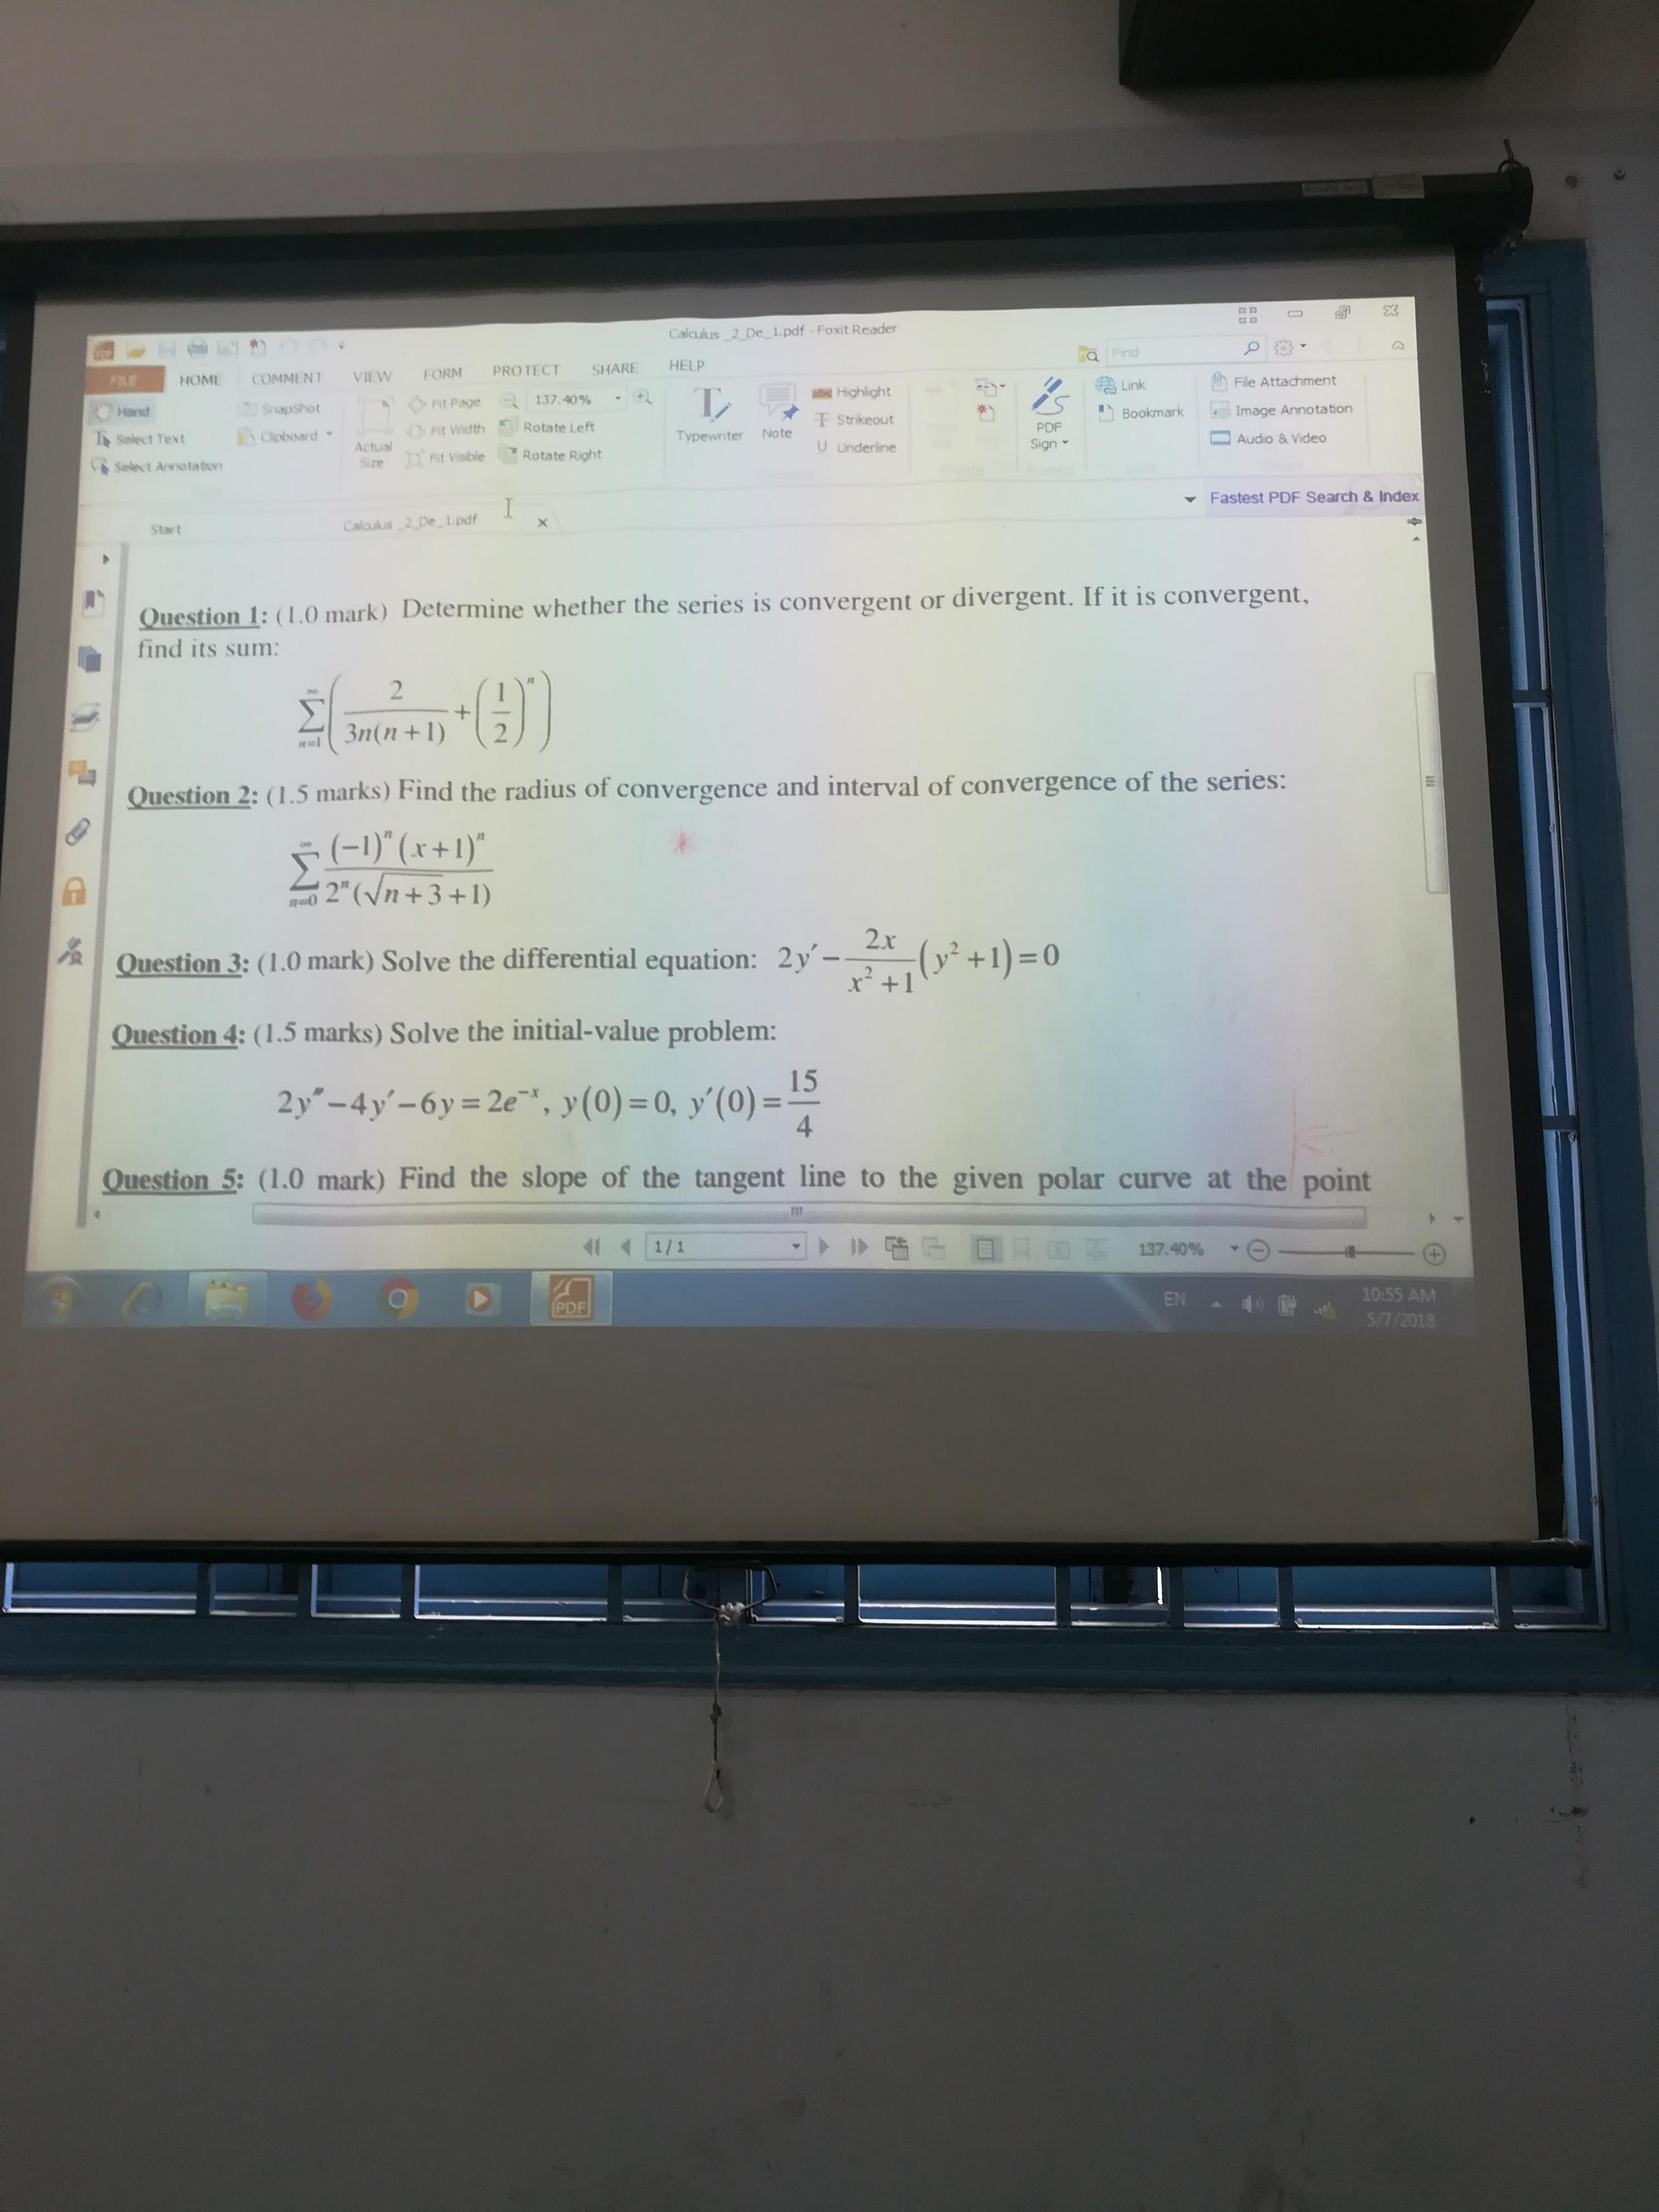 Calculus _2_De_1.pdf - Foxit Reader
FILE HOME COMMENT VIEW FORM PROTECT SHARE HELP
Find
Hand
Select Text
Select Annotation
SnapShot
Clipboard
Actual Size
Fit Page
Fit Width
Fit Visible
137.40%
Rotate Left
Rotate Right
Typewriter
Note
Highlight
Strikeout
Underline
PDF Sign
Link
Bookmark
File Attachment
Image Annotation
Audio & Video
Fastest PDF Search & Index
Start
Calculus _2_De_1.pdf
Question 1: (1.0 mark) Determine whether the series is convergent or divergent. If it is convergent,
find its sum:
\sum_{n=1}^{\infty} \left( \frac{2}{3n(n+1)} + \left(\frac{1}{2}\right)^n \right)
Question 2: (1.5 marks) Find the radius of convergence and interval of convergence of the series:
\sum_{n=0}^{\infty} \frac{(-1)^n (x+1)^n}{2^n (\sqrt{n+3}+1)}
Question 3: (1.0 mark) Solve the differential equation: 2y' - \frac{2x}{x^2+1}(y^2+1) = 0
Question 4: (1.5 marks) Solve the initial-value problem:
2y'' - 4y' - 6y = 2e^{-x}, y(0) = 0, y'(0) = \frac{15}{4}
Question 5: (1.0 mark) Find the slope of the tangent line to the given polar curve at the point
1 / 1
137.40%
PDF
EN
10:55 AM
5/7/2018